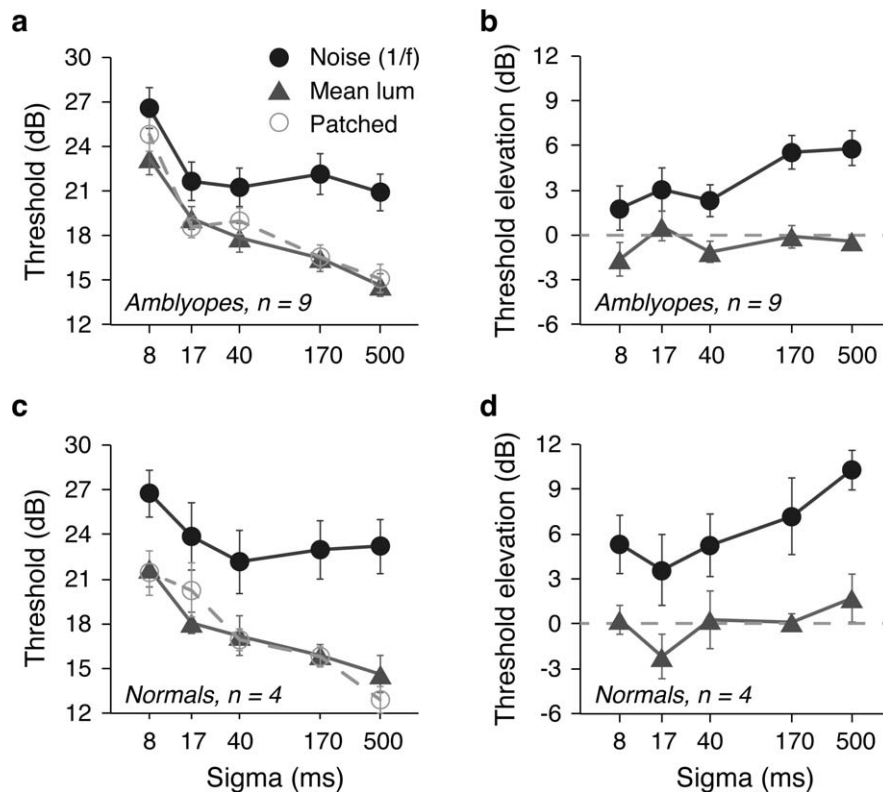 a
Threshold (dB)
30
27
24
21
18
15
12
Noise (1/f)
Mean lum
Patched
Amblyopes, n = 9
8 17 40 170 500
b
Threshold elevation (dB)
12
9
6
3
0
-3
-6
Amblyopes, n = 9
8 17 40 170 500
c
Threshold (dB)
30
27
24
21
18
15
12
Normals, n = 4
8 17 40 170 500
Sigma (ms)
d
Threshold elevation (dB)
12
9
6
3
0
-3
-6
Normals, n = 4
8 17 40 170 500
Sigma (ms)